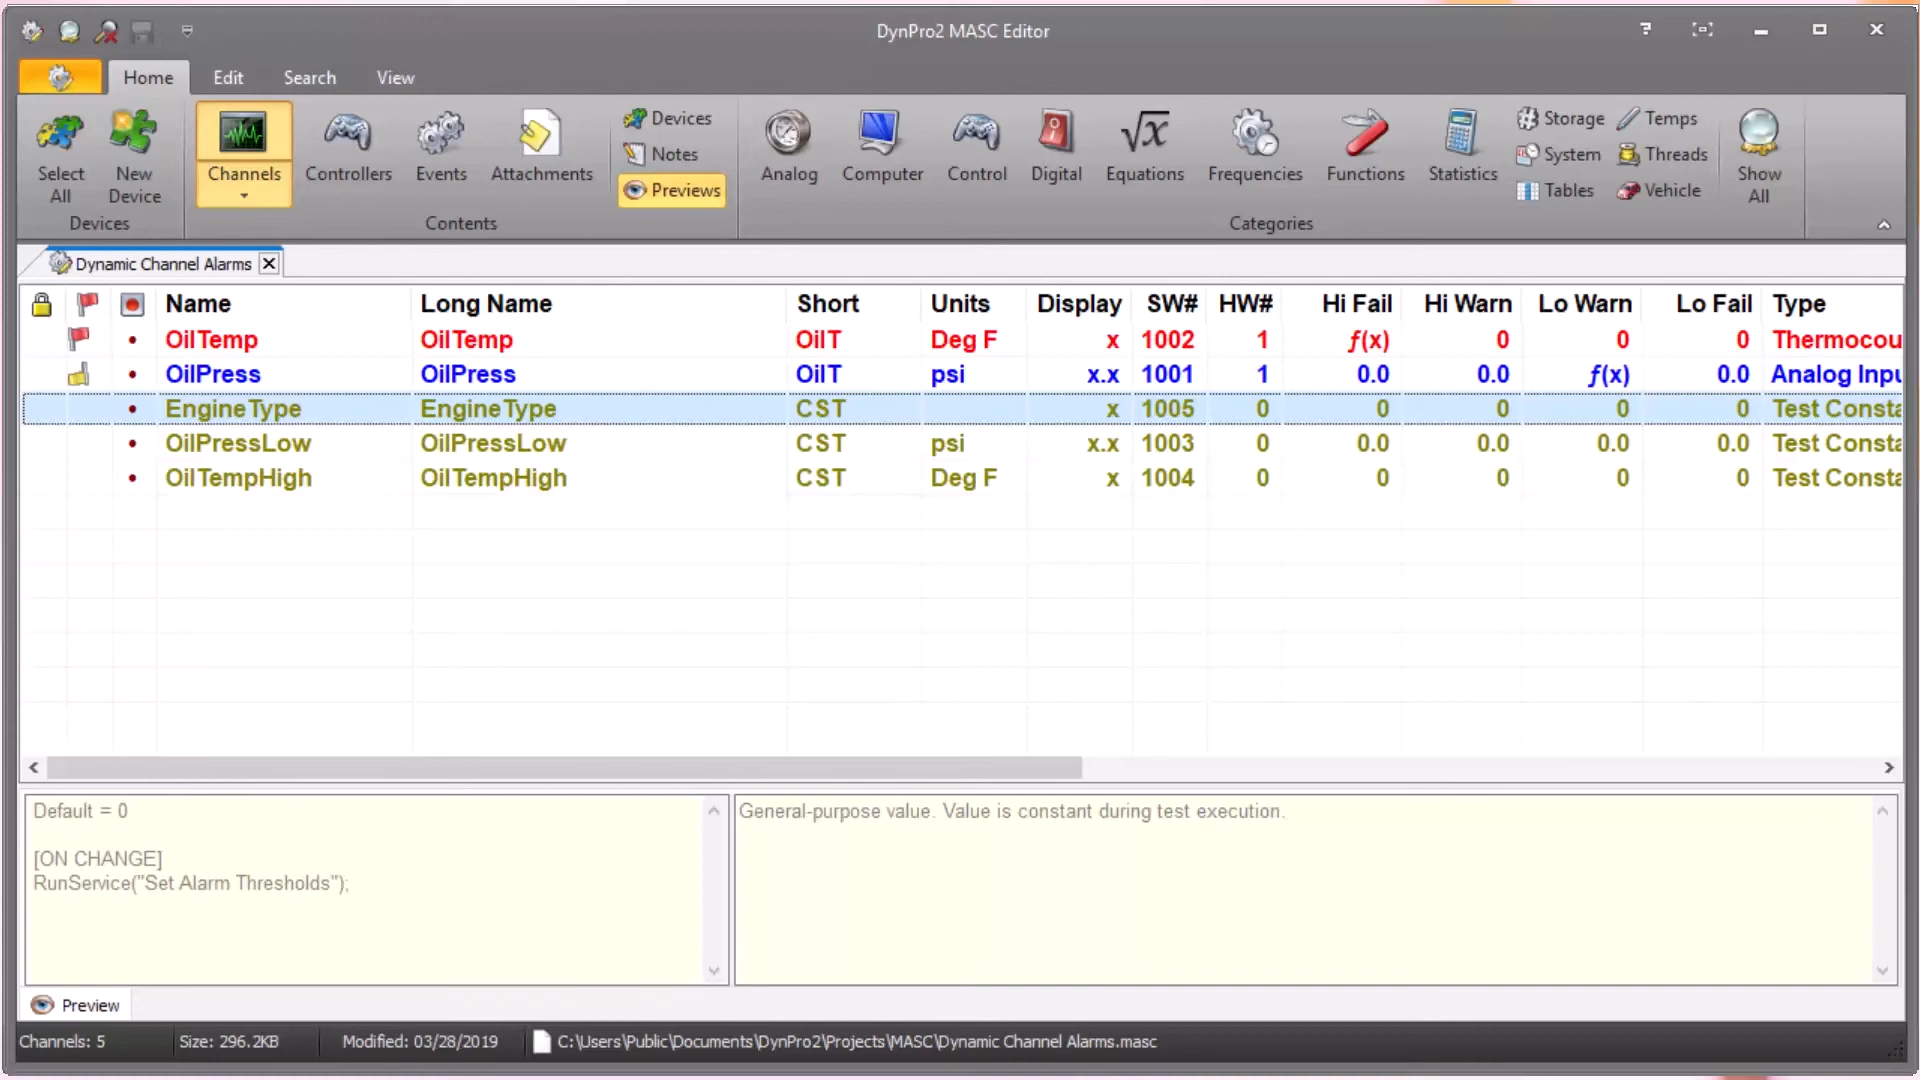 DynPro2 MASC Editor
?
Home Edit Search View
Select All
New Device
Devices
Channels
Controllers
Events
Attachments
Devices
Notes
Previews
Contents
Analog
Computer
Control
Digital
Equations
Frequencies
Functions
Statistics
Storage
Temps
System
Threads
Tables
Vehicle
Show All
Categories
Dynamic Channel Alarms
Name Long Name Short Units Display SW# HW# Hi Fail Hi Warn Lo Warn Lo Fail Type
OilTemp OilTemp OilT Deg F x 1002 1 f(x) 0 0 0 Thermocou
OilPress OilPress OilT psi x.x 1001 1 0.0 0.0 f(x) 0.0 Analog Inpu
EngineType EngineType CST x 1005 0 0 0 0 0 Test Consta
OilPressLow OilPressLow CST psi x.x 1003 0 0.0 0.0 0.0 0.0 Test Consta
OilTempHigh OilTempHigh CST Deg F x 1004 0 0 0 0 0 Test Consta
Default = 0
[ON CHANGE]
RunService("Set Alarm Thresholds");
General-purpose value. Value is constant during test execution.
Preview
Channels: 5 Size: 296.2KB Modified: 03/28/2019 C:\Users\Public\Documents\DynPro2\Projects\MASC\Dynamic Channel Alarms.masc